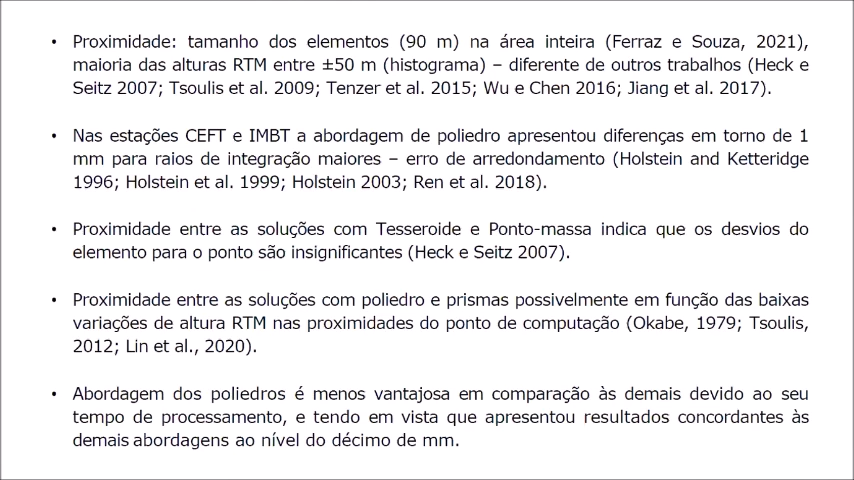 • Proximidade: tamanho dos elementos (90 m) na área inteira (Ferraz e Souza, 2021),
maioria das alturas RTM entre ±50 m (histograma) – diferente de outros trabalhos (Heck e
Seitz 2007; Tsoulis et al. 2009; Tenzer et al. 2015; Wu e Chen 2016; Jiang et al. 2017).
• Nas estações CEFT e IMBT a abordagem de poliedro apresentou diferenças em torno de 1
mm para raios de integração maiores – erro de arredondamento (Holstein and Ketteridge
1996; Holstein et al. 1999; Holstein 2003; Ren et al. 2018).
• Proximidade entre as soluções com Tesseroide e Ponto-massa indica que os desvios do
elemento para o ponto são insignificantes (Heck e Seitz 2007).
• Proximidade entre as soluções com poliedro e prismas possivelmente em função das baixas
variações de altura RTM nas proximidades do ponto de computação (Okabe, 1979; Tsoulis,
2012; Lin et al., 2020).
• Abordagem dos poliedros é menos vantajosa em comparação às demais devido ao seu
tempo de processamento, e tendo em vista que apresentou resultados concordantes às
demais abordagens ao nível do décimo de mm.